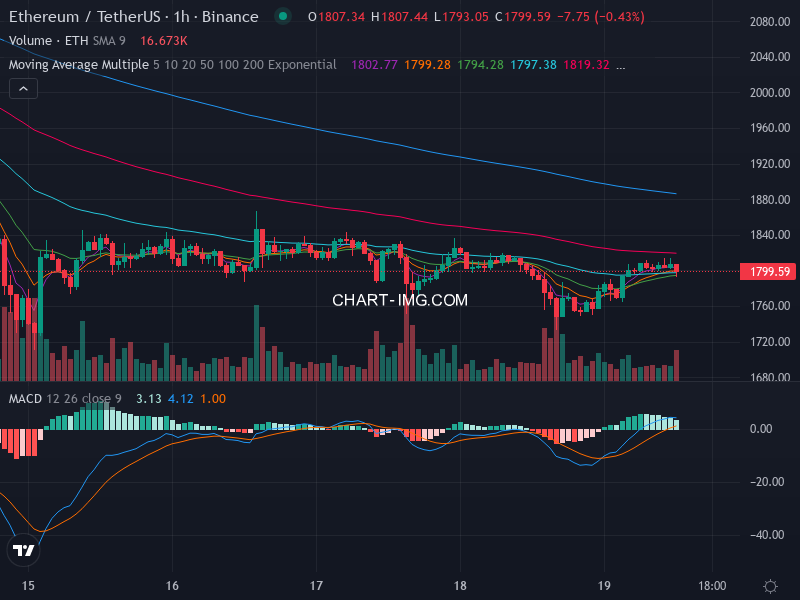 Ethereum / TetherUS · 1h · Binance O1807.34 H1807.44 L1793.05 C1799.59 −7.75 (−0.43%)
Volume · ETH SMA 9 16.673K
Moving Average Multiple 5 10 20 50 100 200 Exponential 1802.77 1799.28 1794.28 1797.38 1819.32 ...
2080.00
2040.00
2000.00
1960.00
1920.00
1880.00
1840.00
1799.59
1760.00
1720.00
1680.00
CHART-IMG.COM
MACD 12 26 close 9 3.13 4.12 1.00
0.00
−20.00
−40.00
15 16 17 18 19 18:00